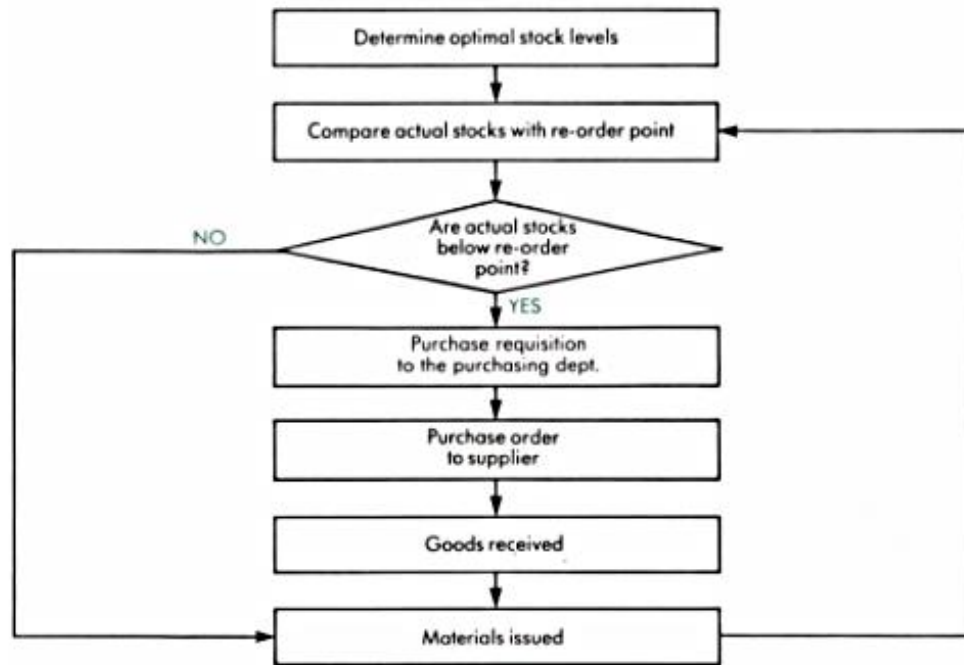 Determine optimal stock levels
Compare actual stocks with re-order point
Are actual stocks
below re-order
point?
NO
YES
Purchase requisition
to the purchasing dept.
Purchase order
to supplier
Goods received
Materials issued